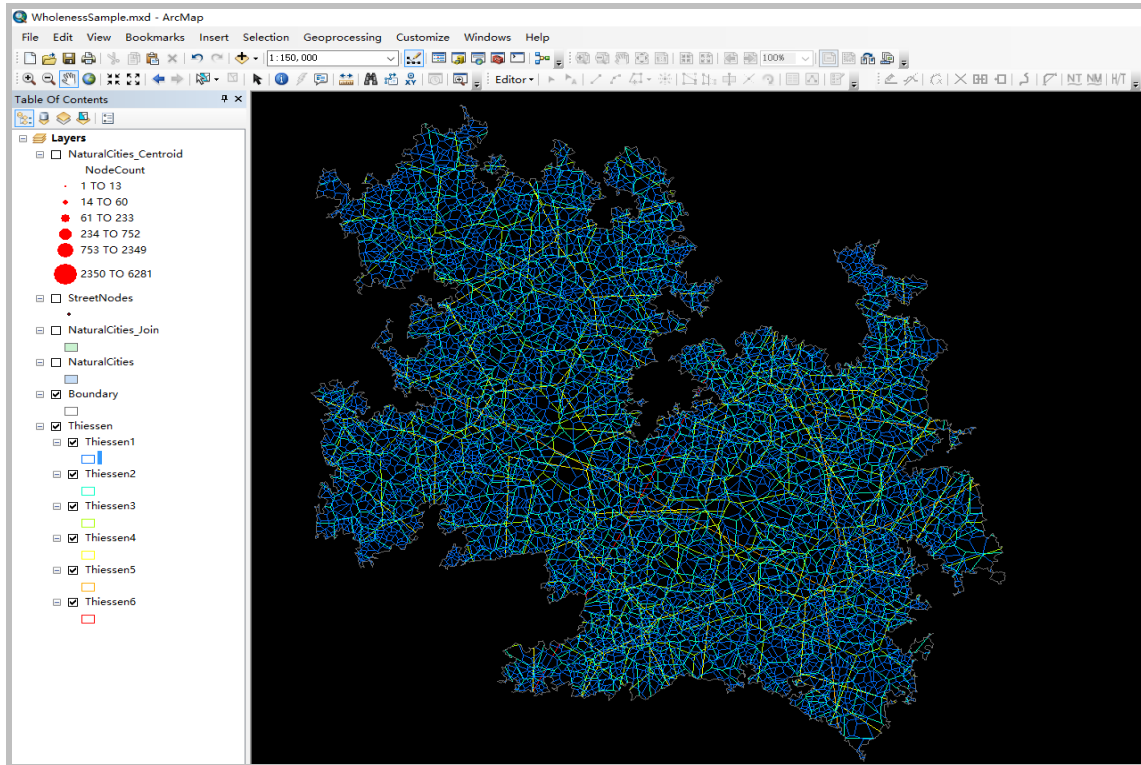 WholenessSample.mxd - ArcMap
File Edit View Bookmarks Insert Selection Geoprocessing Customize Windows Help
1:150,000
100%
Editor
NT NM H/T
Table Of Contents
Layers
NaturalCities_Centroid
NodeCount
1 TO 13
14 TO 60
61 TO 233
234 TO 752
753 TO 2349
2350 TO 6281
StreetNodes
NaturalCities_Join
NaturalCities
Boundary
Thiessen
Thiessen1
Thiessen2
Thiessen3
Thiessen4
Thiessen5
Thiessen6